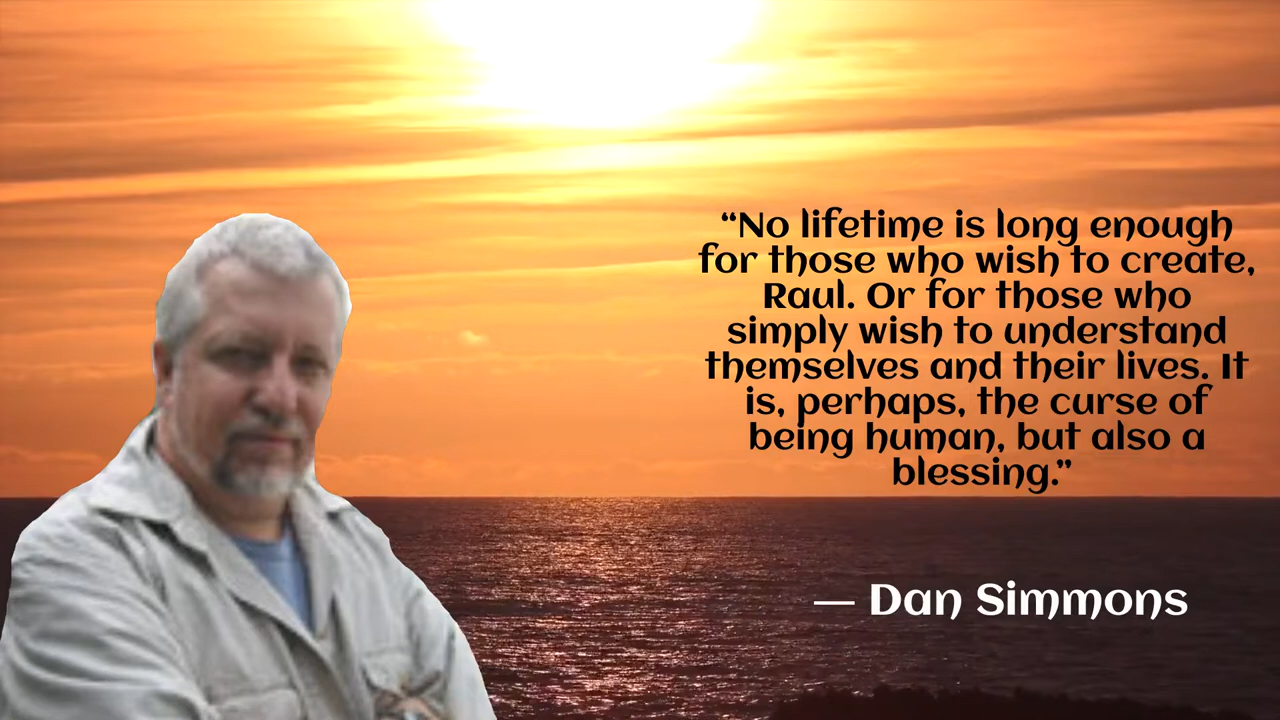 “No lifetime is long enough
for those who wish to create,
Raul. Or for those who
simply wish to understand
themselves and their lives. It
is, perhaps, the curse of
being human, but also a
blessing.”
— Dan Simmons